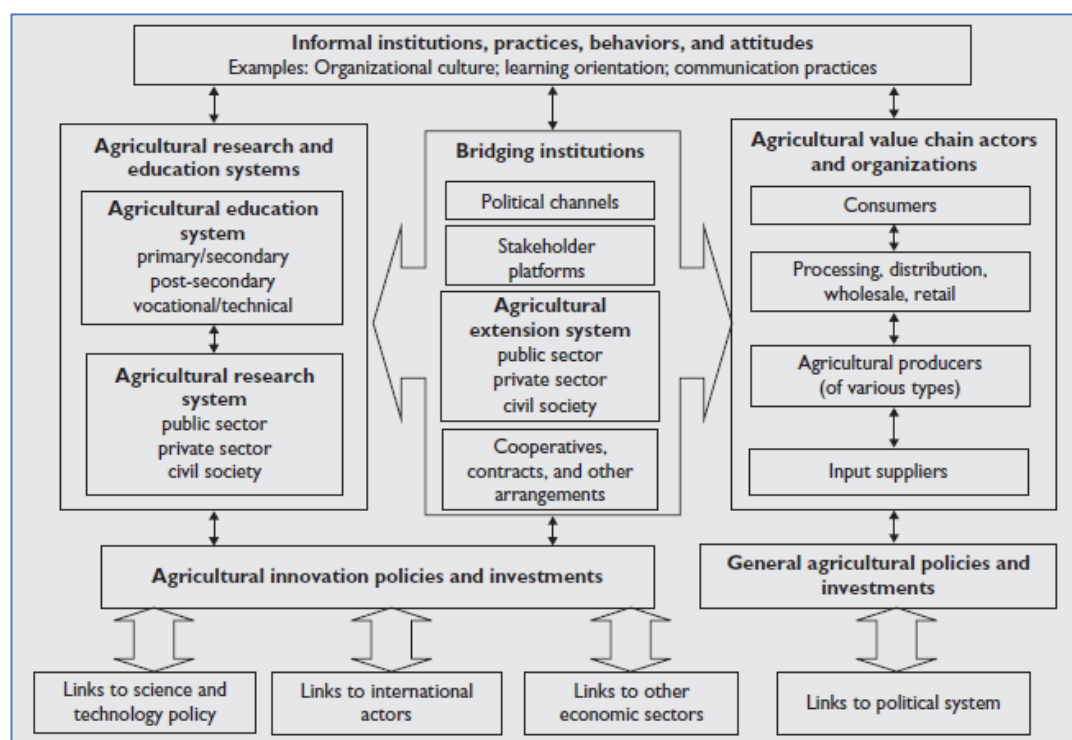 Informal institutions, practices, behaviors, and attitudes
Examples: Organizational culture; learning orientation; communication practices
Agricultural research and
education systems
Agricultural education
system
primary/secondary
post-secondary
vocational/technical
Agricultural research
system
public sector
private sector
civil society
Bridging institutions
Political channels
Stakeholder
platforms
Agricultural
extension system
public sector
private sector
civil society
Cooperatives,
contracts, and other
arrangements
Agricultural value chain actors
and organizations
Consumers
Processing, distribution,
wholesale, retail
Agricultural producers
(of various types)
Input suppliers
Agricultural innovation policies and investments
General agricultural policies and
investments
Links to science and
technology policy
Links to international
actors
Links to other
economic sectors
Links to political system